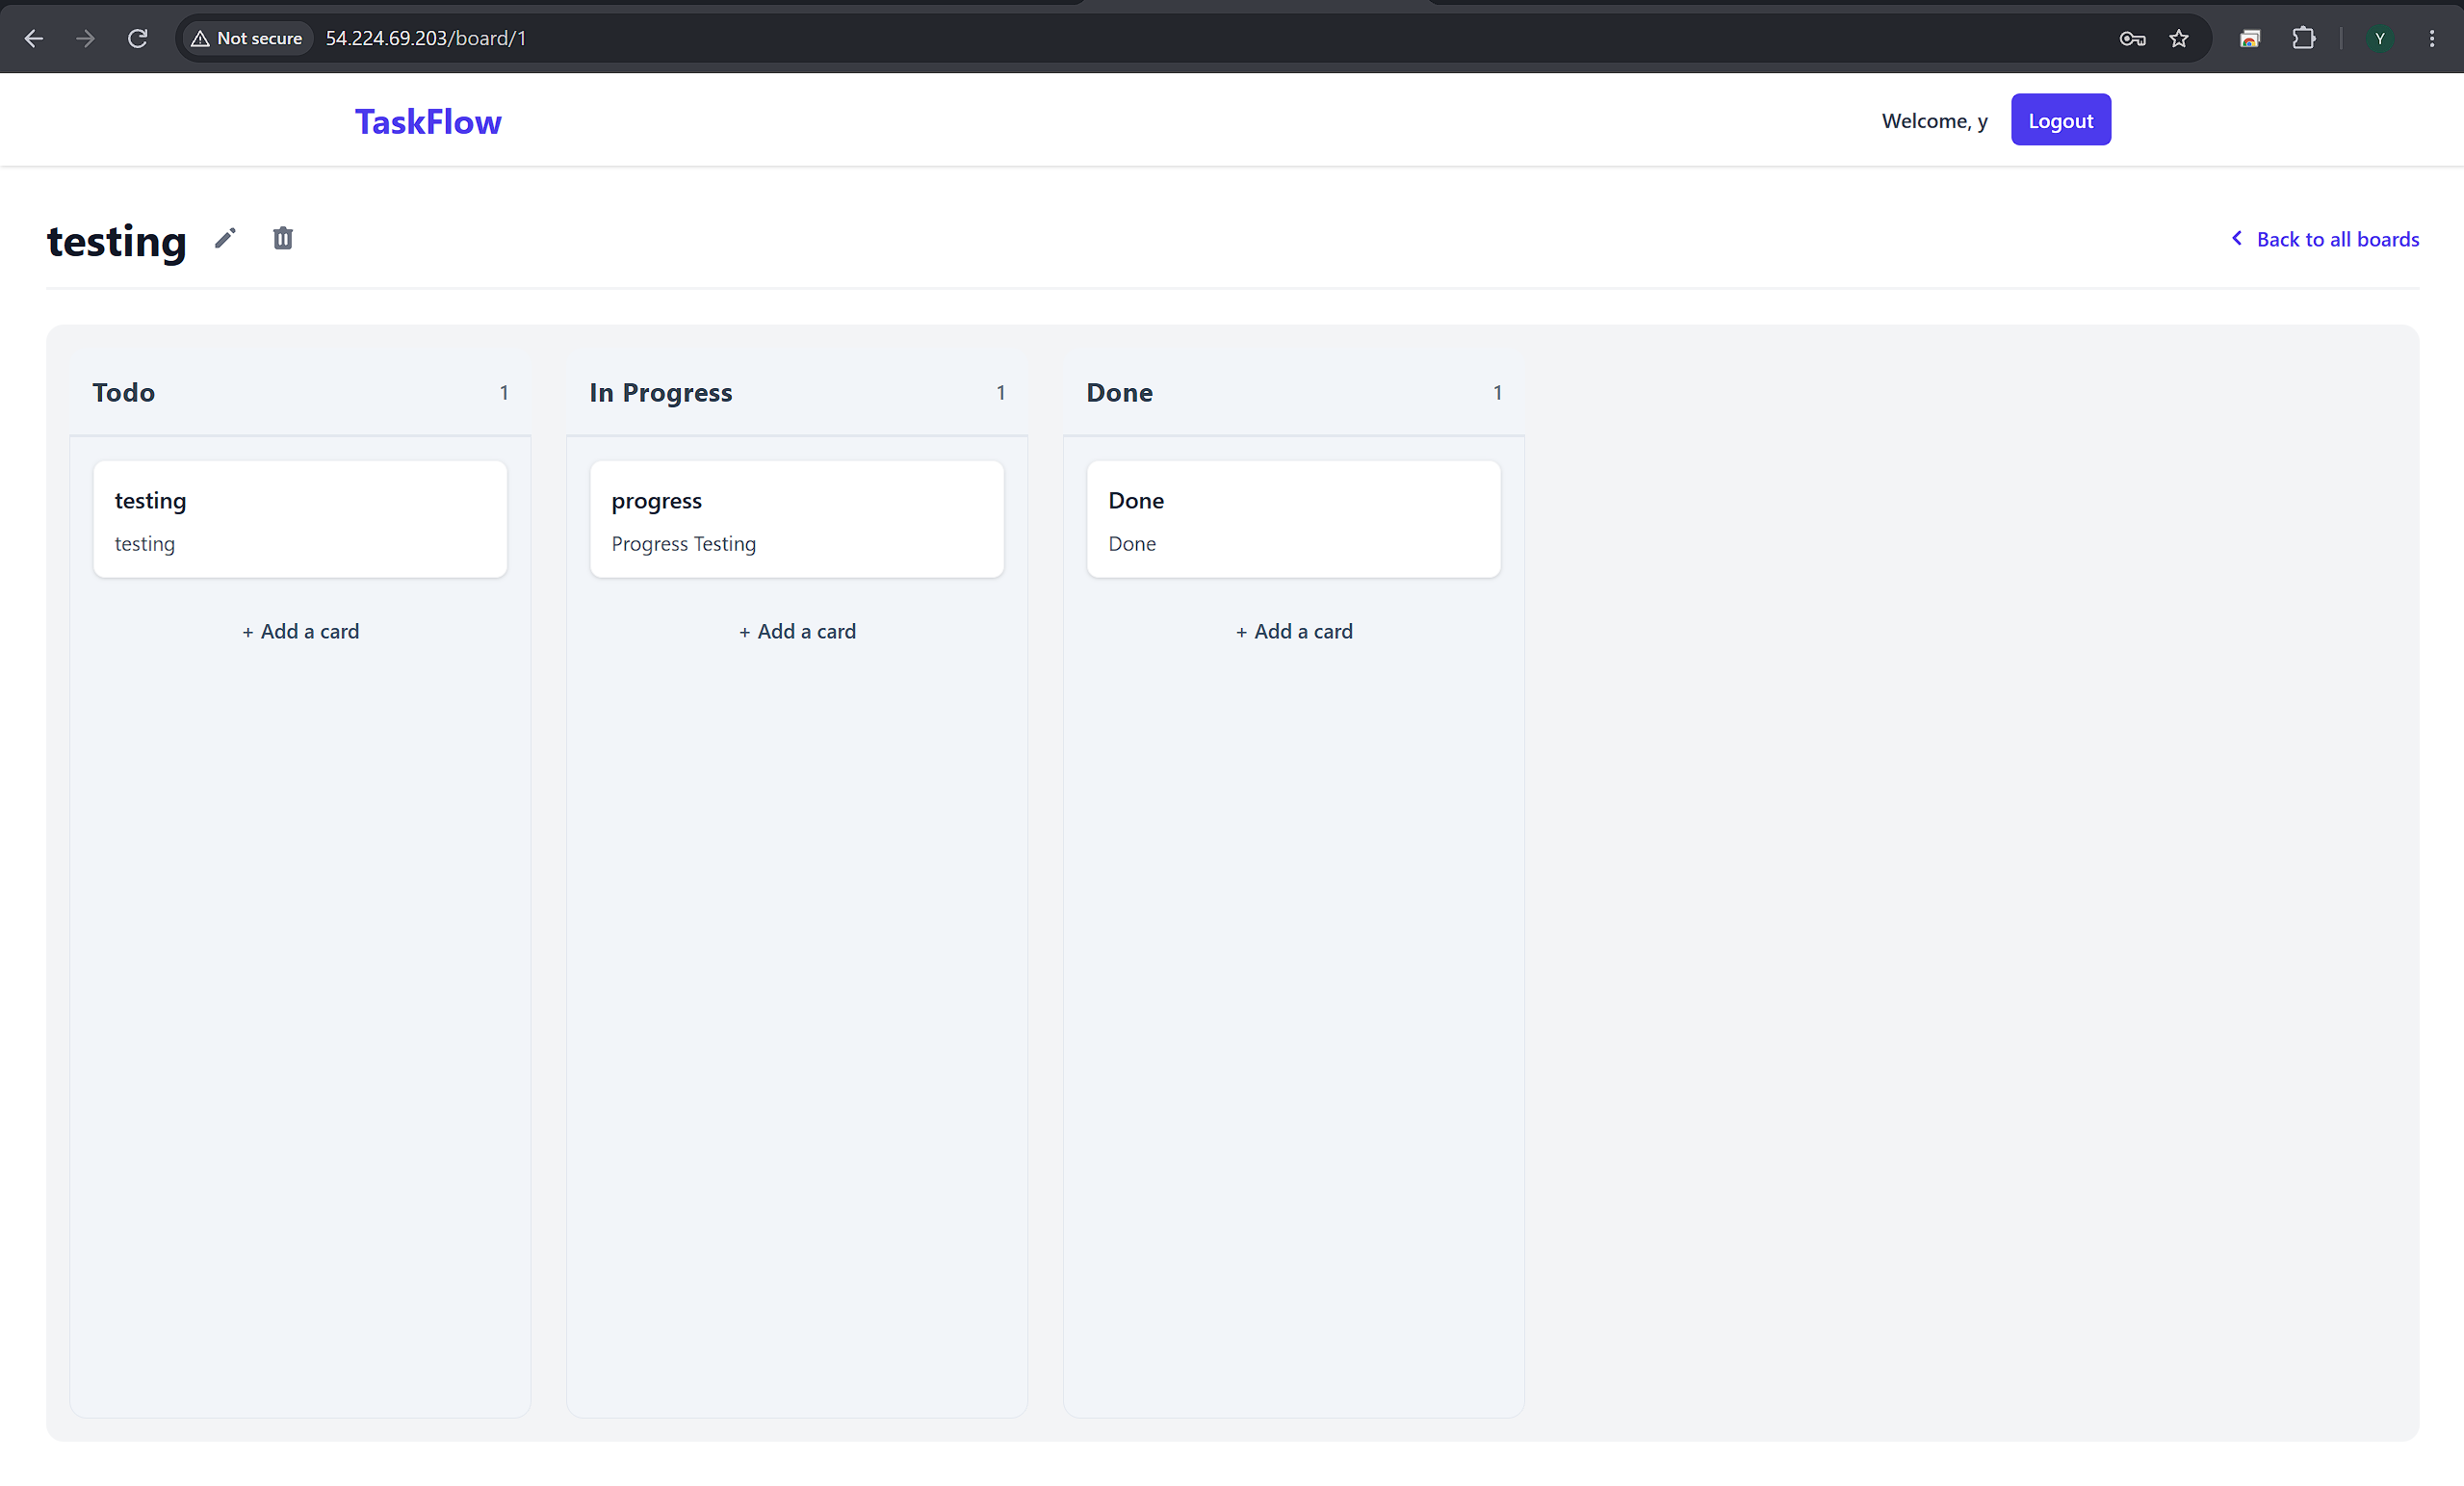 Not secure
54.224.69.203/board/1
Y
TaskFlow
Welcome, y
Logout
testing
Back to all boards
Todo
1
testing
testing
+ Add a card
In Progress
1
progress
Progress Testing
+ Add a card
Done
1
Done
Done
+ Add a card